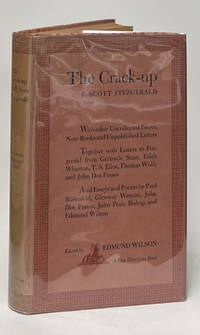 The Crack-up
F. SCOTT FITZGERALD
With other Uncollected Pieces,
Note-Books and Unpublished Letters
Together with Letters to Fitz-
gerald from Gertrude Stein, Edith
Wharton, T. S. Eliot, Thomas Wolfe
and John Dos Passos
And Essays and Poems by Paul
Rosenfeld, Glenway Wescott, John
Dos Passos, John Peale Bishop and
Edmund Wilson
Edited by
EDMUND WILSON
A New Directions Book